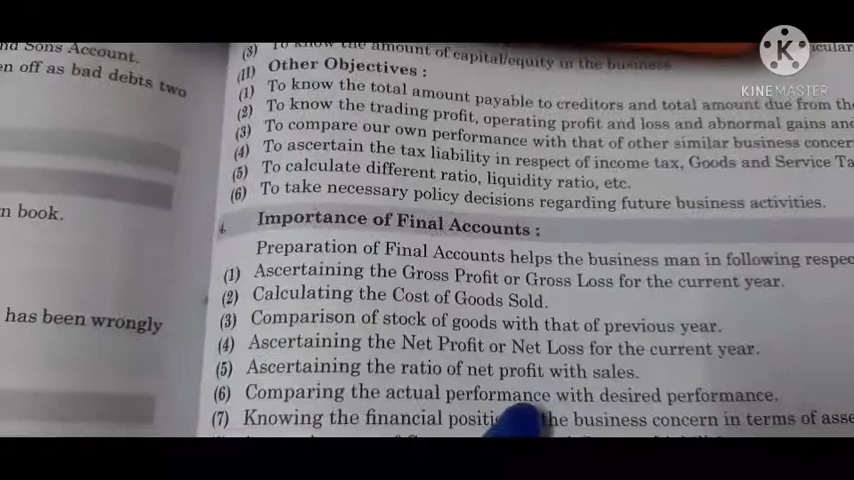 nd Sons Account.
en off as bad debts two
n book.
has been wrongly
(3) To know the amount of capital/equity in the business.
(II) Other Objectives :
(1) To know the total amount payable to creditors and total amount due from the
(2) To know the trading profit, operating profit and loss and abnormal gains and
(3) To compare our own performance with that of other similar business concer
(4) To ascertain the tax liability in respect of income tax, Goods and Service Ta
(5) To calculate different ratio, liquidity ratio, etc.
(6) To take necessary policy decisions regarding future business activities.
4. Importance of Final Accounts :
Preparation of Final Accounts helps the business man in following respec
(1) Ascertaining the Gross Profit or Gross Loss for the current year.
(2) Calculating the Cost of Goods Sold.
(3) Comparison of stock of goods with that of previous year.
(4) Ascertaining the Net Profit or Net Loss for the current year.
(5) Ascertaining the ratio of net profit with sales.
(6) Comparing the actual performance with desired performance.
(7) Knowing the financial positi the business concern in terms of asse
icular
K
KINEMASTER